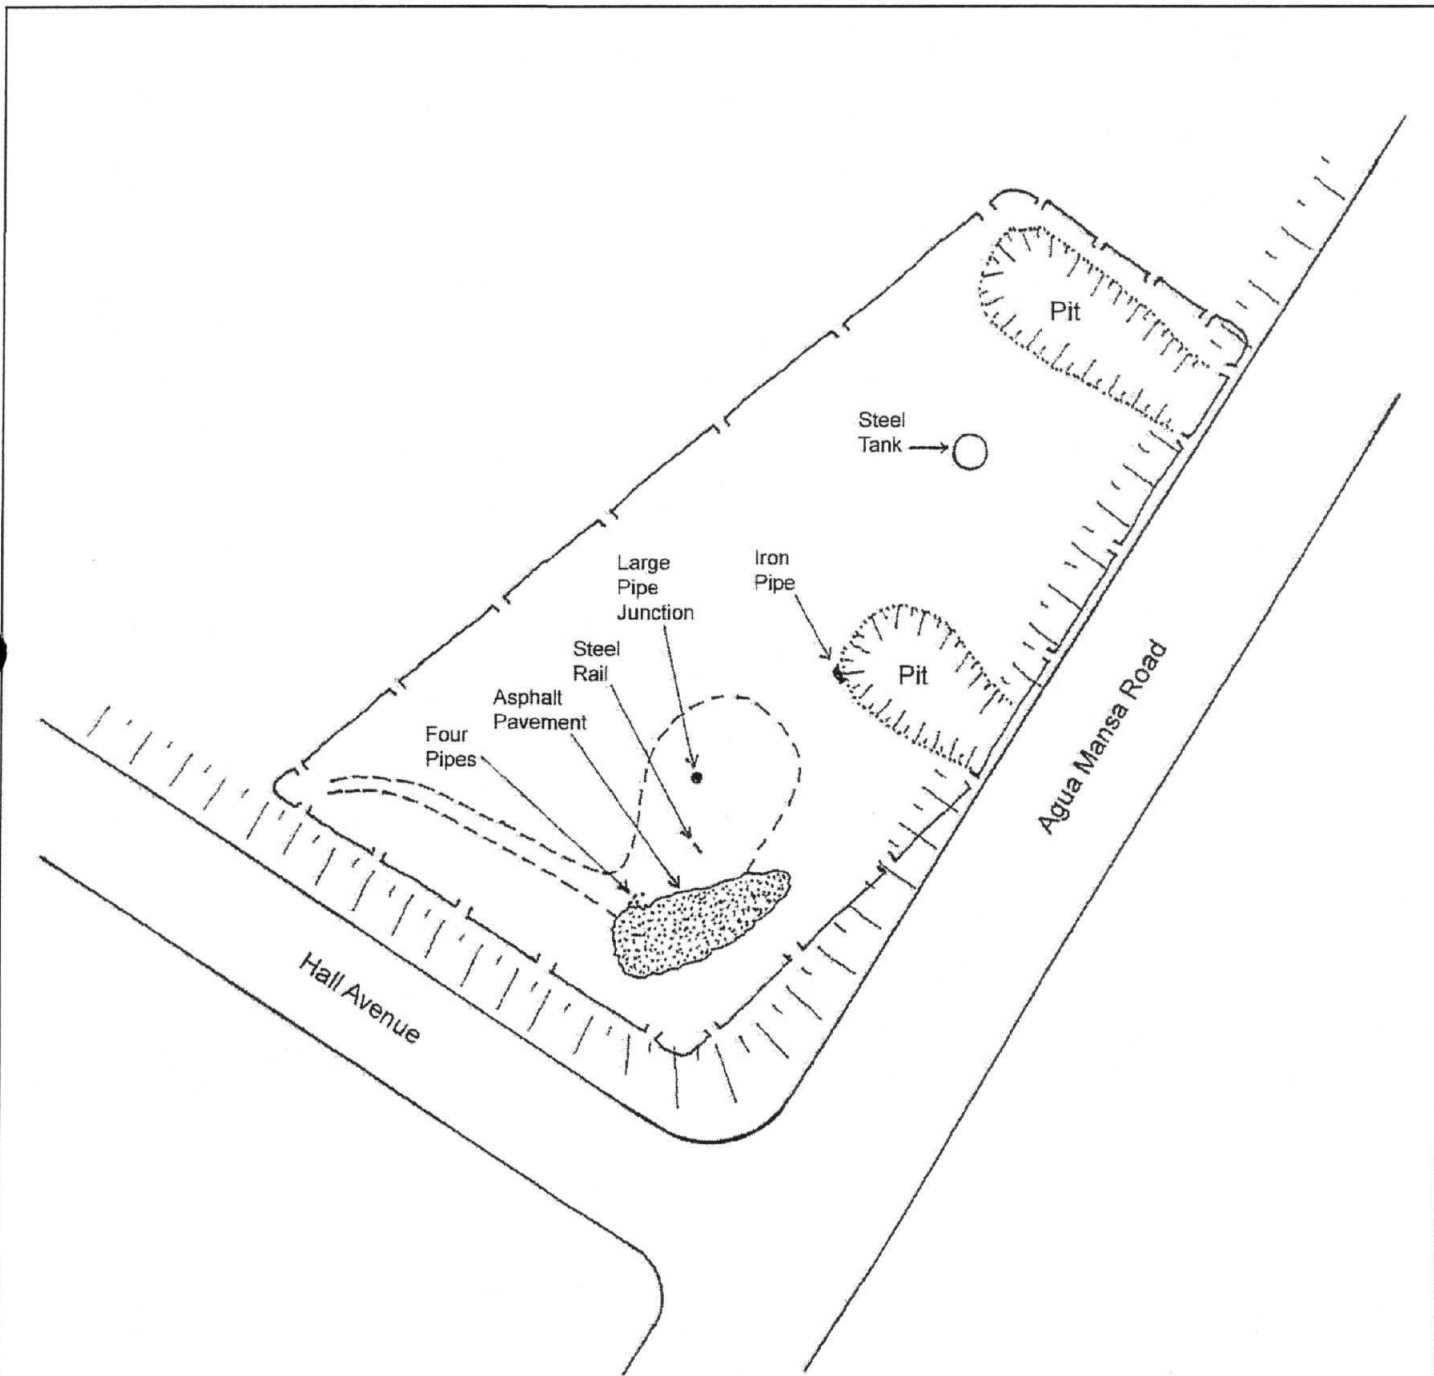 Pit
Steel
Tank
Large
Pipe
Junction
Iron
Pipe
Steel
Rail
Pit
Asphalt
Pavement
Four
Pipes
Agua Mansa Road
Hall Avenue